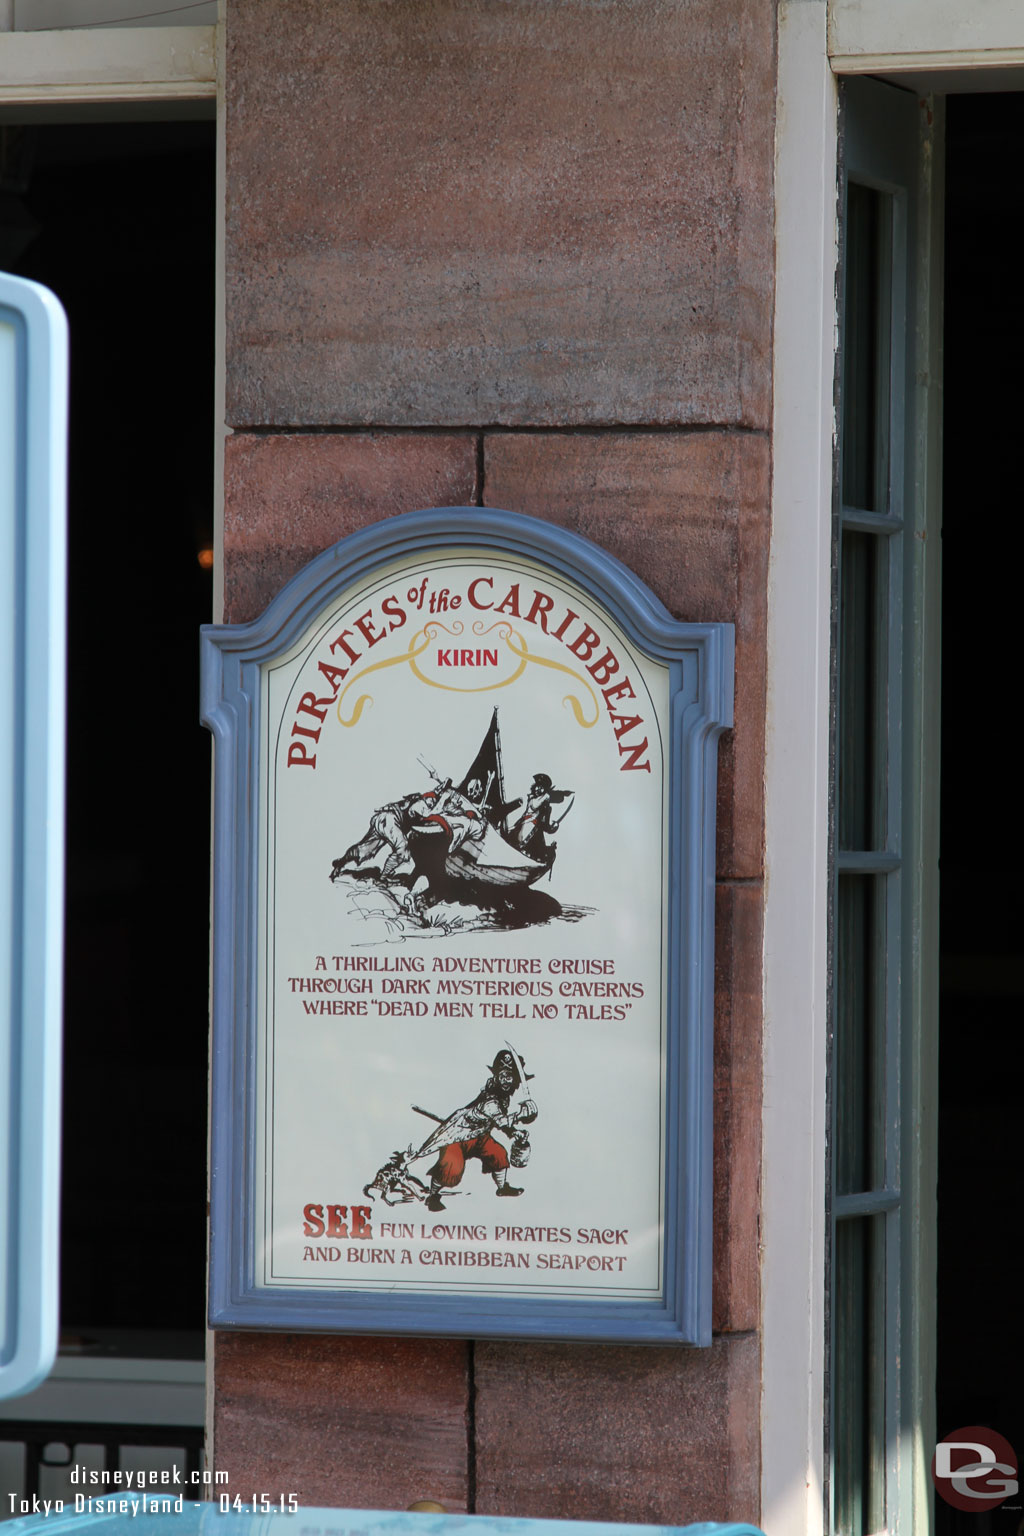 PIRATES of the CARIBBEAN
KIRIN
A THRILLING ADVENTURE CRUISE
THROUGH DARK MYSTERIOUS CAVERNS
WHERE "DEAD MEN TELL NO TALES"
SEE FUN LOVING PIRATES SACK
AND BURN A CARIBBEAN SEAPORT
disneygeek.com
Tokyo Disneyland - 04.15.15
DG